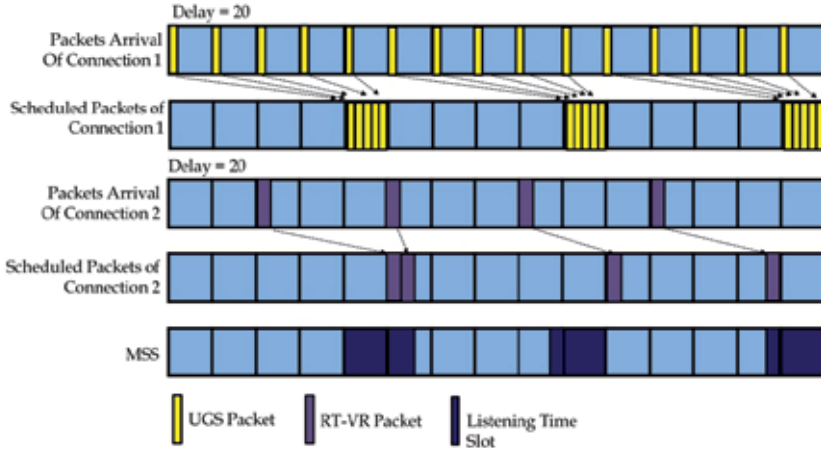 Delay = 20
Packets Arrival
Of Connection 1
Scheduled Packets of
Connection 1
Delay = 20
Packets Arrival
Of Connection 2
Scheduled Packets of
Connection 2
MSS
UGS Packet
RT-VR Packet
Listening Time
Slot